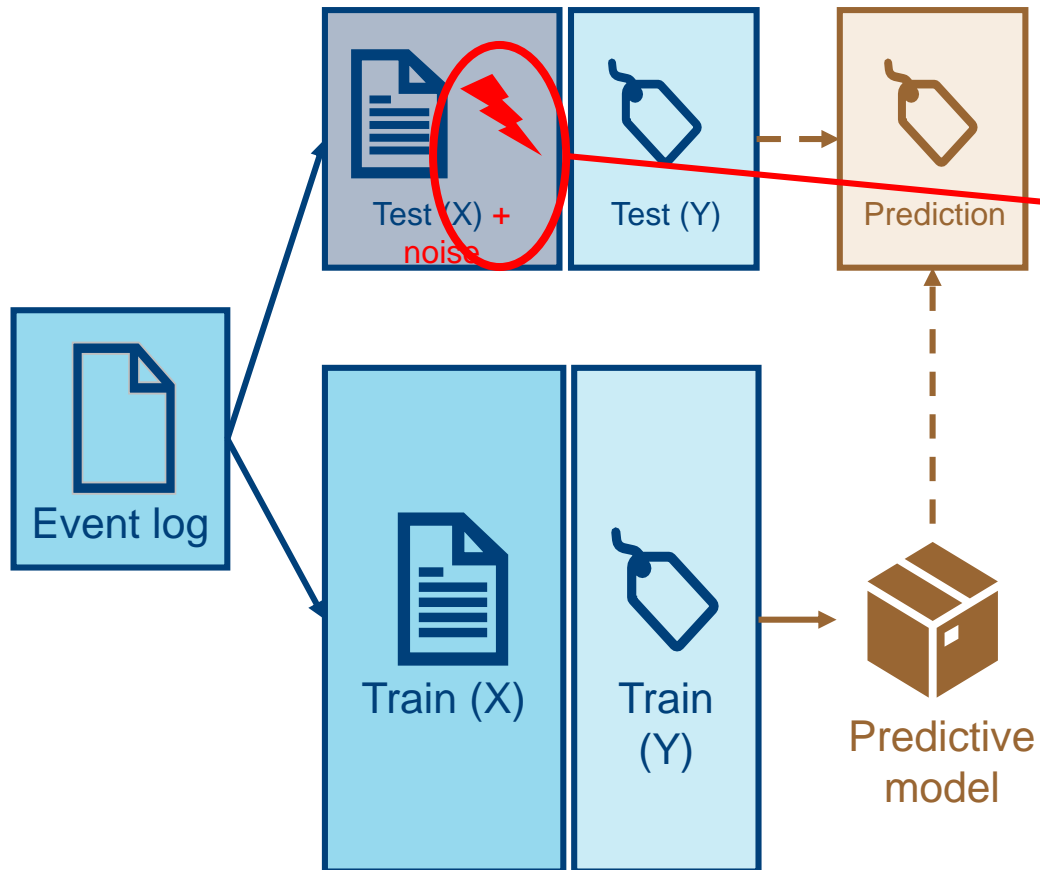 Test (X) +
noise
Test (Y)
Prediction
Event log
Train (X)
Train
(Y)
Predictive
model